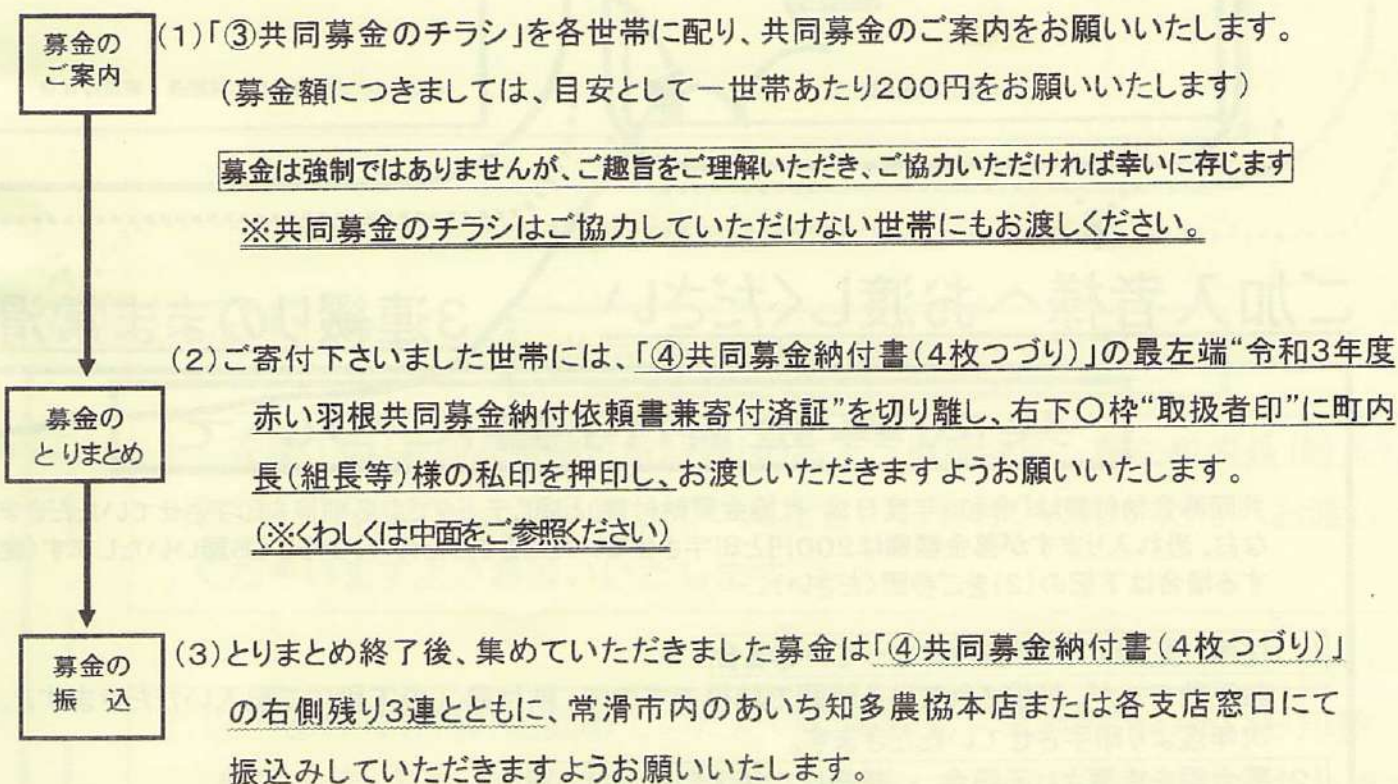 募金の
ご案内
(1)「③共同募金のチラシ」を各世帯に配り、共同募金のご案内をお願いいたします。
(募金額につきましては、目安として一世帯あたり200円をお願いいたします)
募金は強制ではありませんが、ご趣旨をご理解いただき、ご協力いただければ幸いに存じます
※共同募金のチラシはご協力していただけない世帯にもお渡しください。
募金の
とりまとめ
(2)ご寄付下さいました世帯には、「④共同募金納付書(4枚つづり)」の最左端“令和3年度
赤い羽根共同募金納付依頼書兼寄付済証”を切り離し、右下〇枠“取扱者印”に町内
長(組長等)様の私印を押印し、お渡しいただきますようお願いいたします。
(※くわしくは中面をご参照ください)
募金の
振 込
(3)とりまとめ終了後、集めていただきました募金は「④共同募金納付書(4枚つづり)」
の右側残り3連とともに、常滑市内のあいち知多農協本店または各支店窓口にて
振込みしていただきますようお願いいたします。
ご加入者様へお渡しください